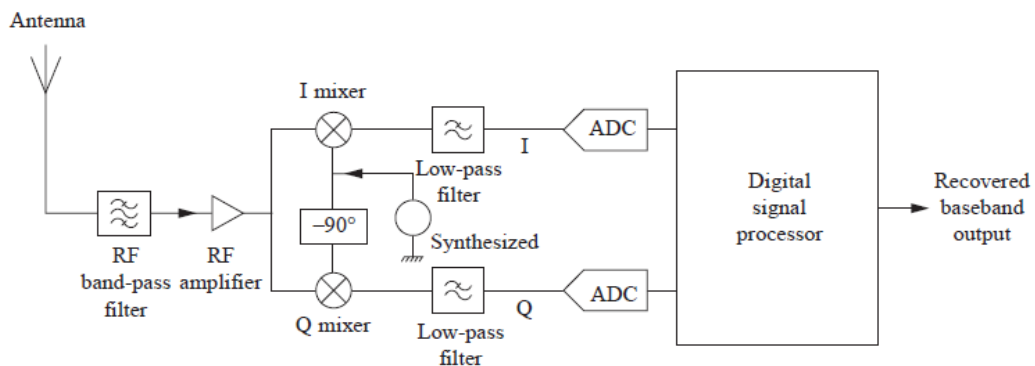 Antenna
I mixer
ADC
I
Low-pass
filter
Digital
signal
processor
Recovered
baseband
output
−90°
Synthesized
RF
band-pass
filter
RF
amplifier
Q mixer
Q
ADC
Low-pass
filter